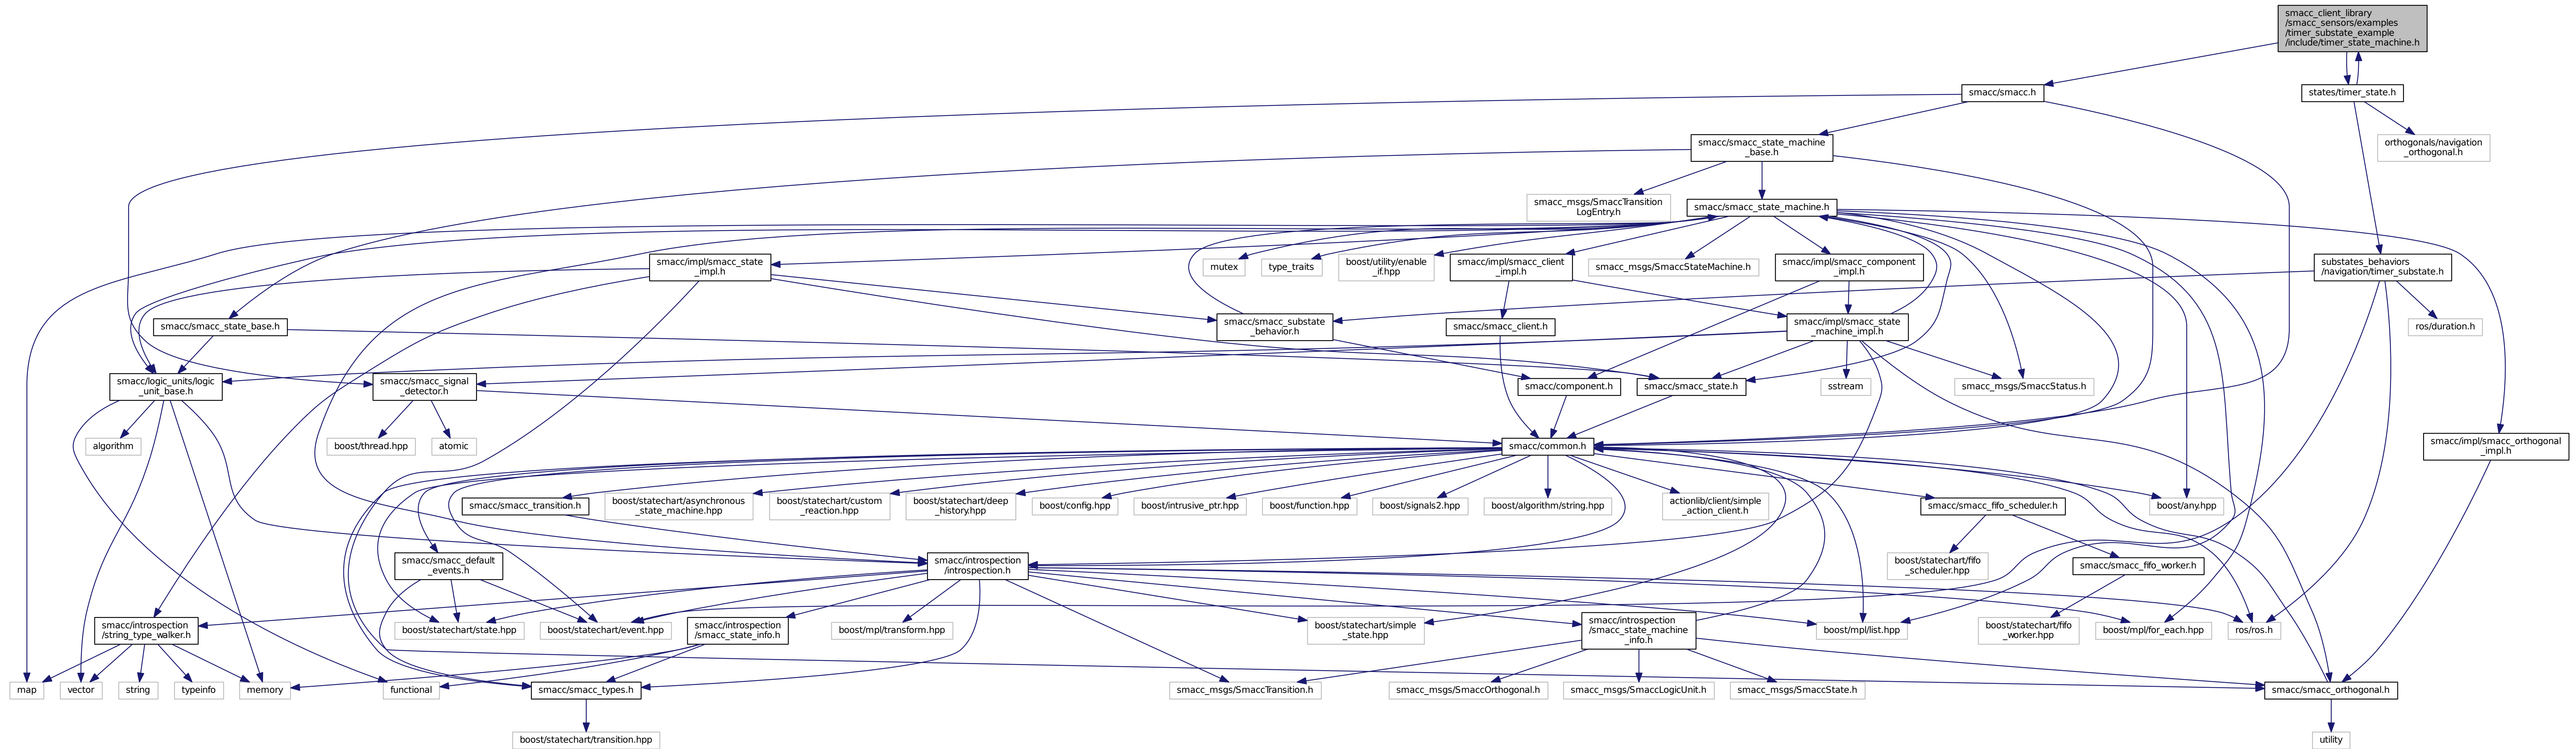 smacc_client_library
/smacc_sensors/examples
/timer_substate_example
/include/timer_state_machine.h
smacc/smacc.h
states/timer_state.h
smacc/smacc_state_machine
_base.h
orthogonals/navigation
_orthogonal.h
smacc_msgs/SmaccTransition
LogEntry.h
smacc/smacc_state_machine.h
smacc/impl/smacc_state
_impl.h
mutex
type_traits
boost/utility/enable
_if.hpp
smacc/impl/smacc_client
_impl.h
smacc_msgs/SmaccStateMachine.h
smacc/impl/smacc_component
_impl.h
substates_behaviors
/navigation/timer_substate.h
smacc/smacc_state_base.h
smacc/smacc_substate
_behavior.h
smacc/smacc_client.h
smacc/impl/smacc_state
_machine_impl.h
ros/duration.h
smacc/logic_units/logic
_unit_base.h
smacc/smacc_signal
_detector.h
smacc/component.h
smacc/smacc_state.h
sstream
smacc_msgs/SmaccStatus.h
algorithm
boost/thread.hpp
atomic
smacc/common.h
smacc/impl/smacc_orthogonal
_impl.h
smacc/smacc_transition.h
boost/statechart/asynchronous
_state_machine.hpp
boost/statechart/custom
_reaction.hpp
boost/statechart/deep
_history.hpp
boost/config.hpp
boost/intrusive_ptr.hpp
boost/function.hpp
boost/signals2.hpp
boost/algorithm/string.hpp
actionlib/client/simple
_action_client.h
smacc/smacc_fifo_scheduler.h
boost/any.hpp
smacc/smacc_default
_events.h
smacc/introspection
/introspection.h
boost/statechart/fifo
_scheduler.hpp
smacc/smacc_fifo_worker.h
smacc/introspection
/string_type_walker.h
boost/statechart/state.hpp
boost/statechart/event.hpp
smacc/introspection
/smacc_state_info.h
boost/mpl/transform.hpp
boost/statechart/simple
_state.hpp
smacc/introspection
/smacc_state_machine
_info.h
boost/mpl/list.hpp
boost/statechart/fifo
_worker.hpp
boost/mpl/for_each.hpp
ros/ros.h
map
vector
string
typeinfo
memory
functional
smacc/smacc_types.h
smacc_msgs/SmaccTransition.h
smacc_msgs/SmaccOrthogonal.h
smacc_msgs/SmaccLogicUnit.h
smacc_msgs/SmaccState.h
smacc/smacc_orthogonal.h
boost/statechart/transition.hpp
utility